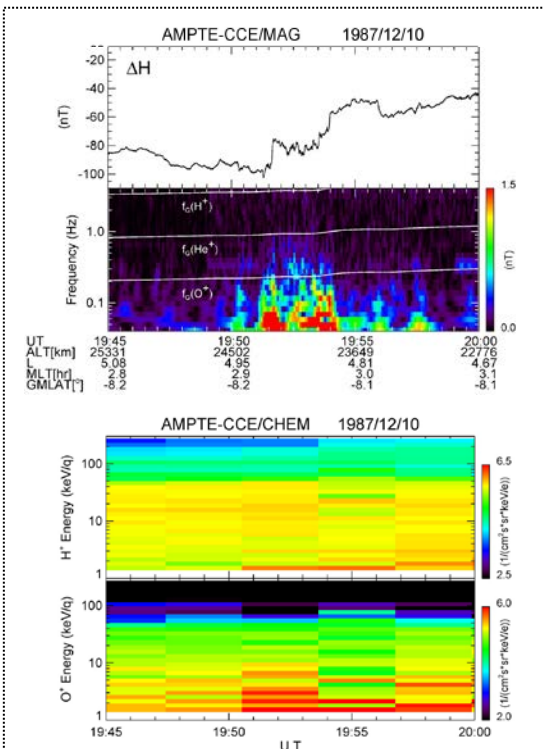 AMPTE-CCE/MAG 1987/12/10
ΔH
(nT)
-20
-40
-60
-80
-100
Frequency (Hz)
1.0
0.1
fc(H+)
fc(He+)
fc(O+)
1.5
(nT)
0.0
19:45 19:50 19:55 20:00
UT
ALT[km] 25331 24502 23649 22776
L 5.08 4.95 4.81 4.67
MLT[hr] 2.8 2.9 3.0 3.1
GMLAT[°] -8.2 -8.2 -8.1 -8.1
AMPTE-CCE/CHEM 1987/12/10
H+ Energy (keV/q)
100
10
1
6.5
(1/(cm²s*sr*keV/e))
2.5
O+ Energy (keV/q)
100
10
1
6.0
(1/(cm²s*sr*keV/e))
2.0
19:45 19:50 19:55 20:00
UT